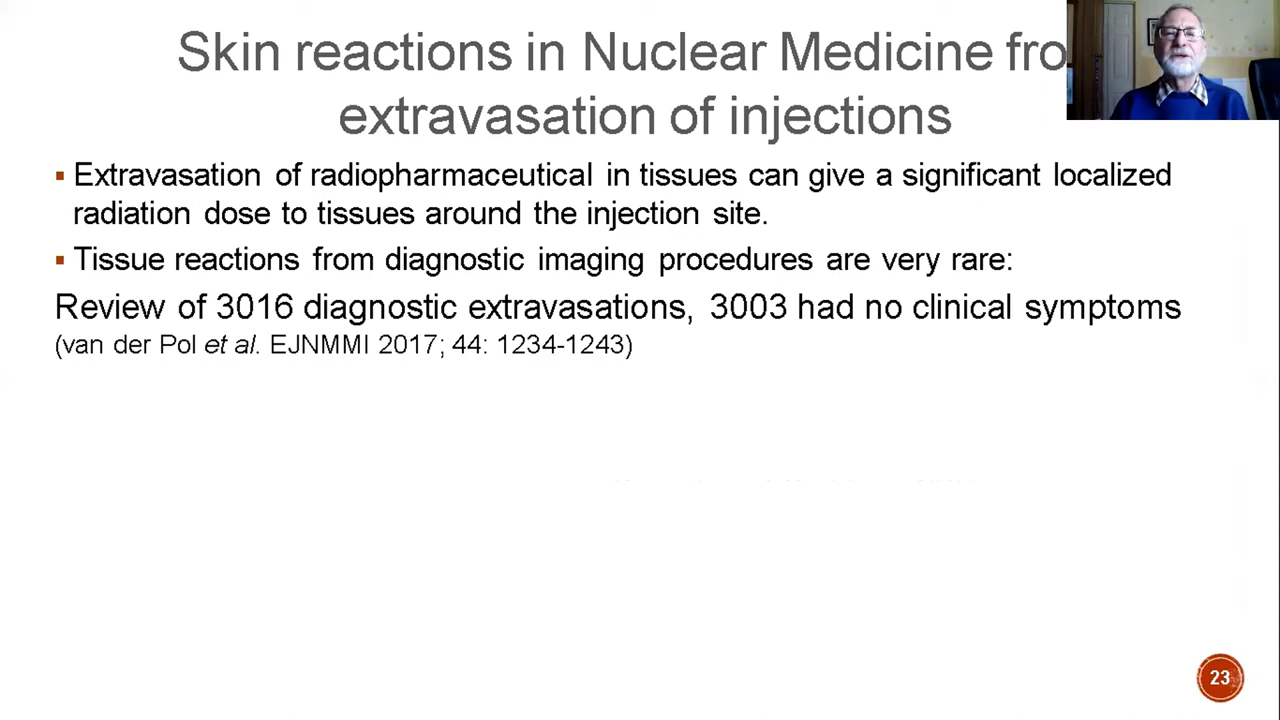 Skin reactions in Nuclear Medicine fro
extravasation of injections
▪ Extravasation of radiopharmaceutical in tissues can give a significant localized
radiation dose to tissues around the injection site.
▪ Tissue reactions from diagnostic imaging procedures are very rare:
Review of 3016 diagnostic extravasations, 3003 had no clinical symptoms
(van der Pol et al. EJNMMI 2017; 44: 1234-1243)
23